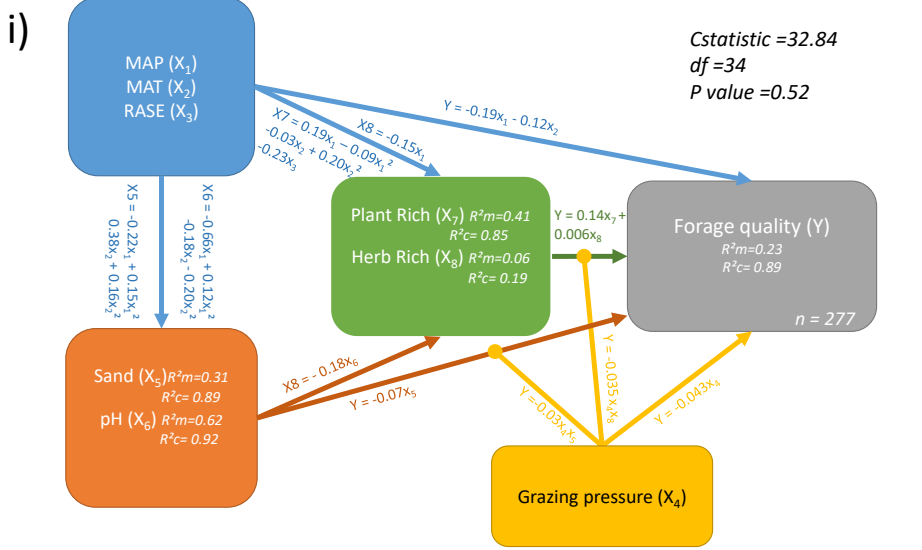 i)
Cstatistic =32.84
df =34
P value =0.52
MAP (X₁)
MAT (X₂)
RASE (X₃)
Y = -0.19x₁ - 0.12x₂
X8 = -0.15x₁
X7 = 0.19x₁ – 0.09x₁²
-0.03x₂ + 0.20x₂²
-0.23x₃
X6 = -0.66x₁ + 0.12x₁²
-0.18x₂ - 0.20x₂²
X5 = -0.22x₁ + 0.15x₁²
0.38x₂ + 0.16x₂²
Plant Rich (X₇) R²m=0.41
R²c= 0.85
Herb Rich (X₈) R²m=0.06
R²c= 0.19
Y = 0.14x₇ +
0.006x₈
Forage quality (Y)
R²m=0.23
R²c= 0.89
n = 277
Sand (X₅)R²m=0.31
R²c= 0.89
pH (X₆) R²m=0.62
R²c= 0.92
X8 = - 0.18x₆
Y = -0.07x₅
Y = -0.03x₄x₅
Y = -0.035 x₄x₈
Y = -0.043x₄
Grazing pressure (X₄)